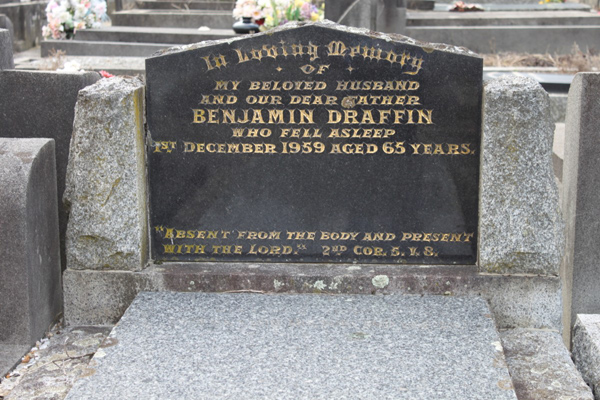 In Loving Memory
OF
MY BELOVED HUSBAND
AND OUR DEAR FATHER
BENJAMIN DRAFFIN
WHO FELL ASLEEP
1ST DECEMBER 1959 AGED 65 YEARS.
"ABSENT FROM THE BODY AND PRESENT
WITH THE LORD." 2ND COR. 5. V. 8.